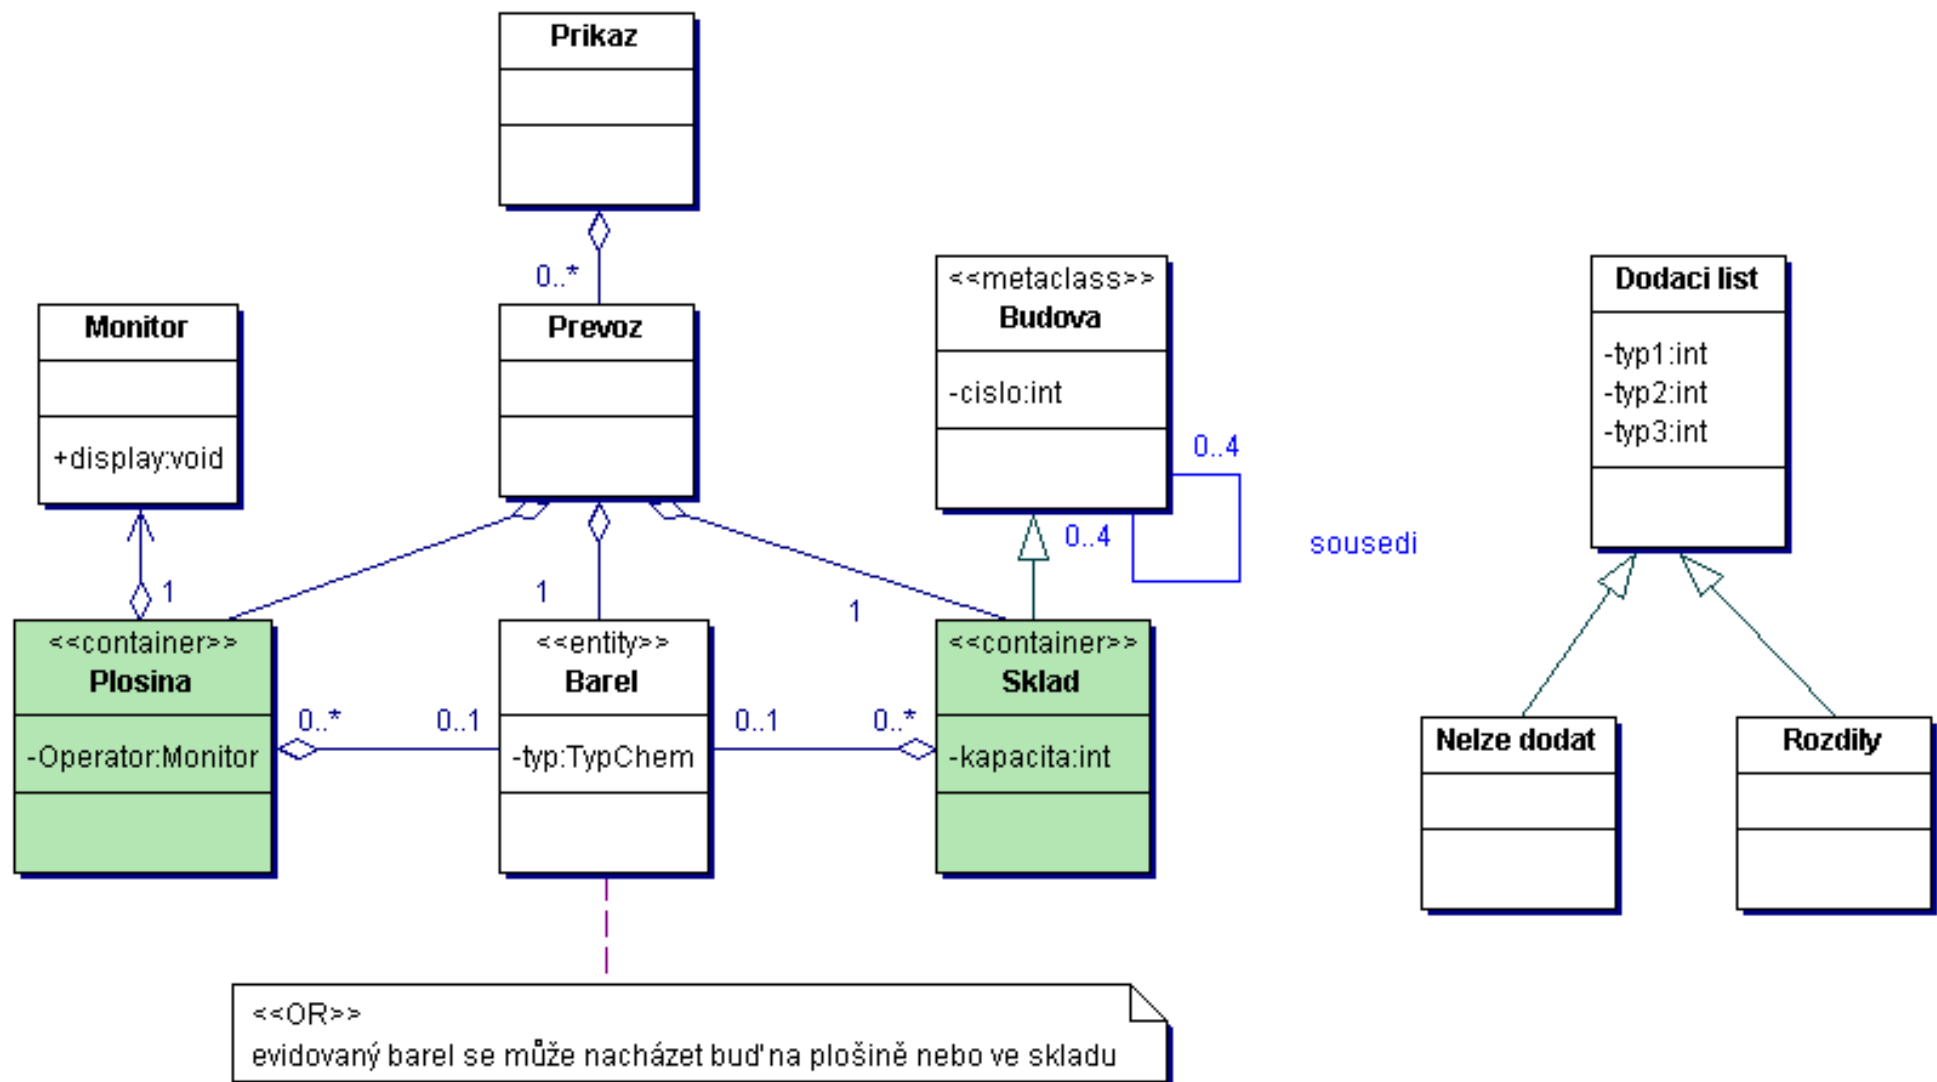 Prikaz
0..*
Monitor
+display:void
Prevoz
<<metaclass>>
Budova
-cislo:int
0..4
0..4
sousedi
Dodaci list
-typ1:int
-typ2:int
-typ3:int
1
1
1
<<container>>
Plosina
-Operator:Monitor
0..*
0..1
<<entity>>
Barel
-typ:TypChem
0..1
0..*
<<container>>
Sklad
-kapacita:int
Nelze dodat
Rozdily
<<OR>>
evidovaný barel se může nacházet buď na plošině nebo ve skladu